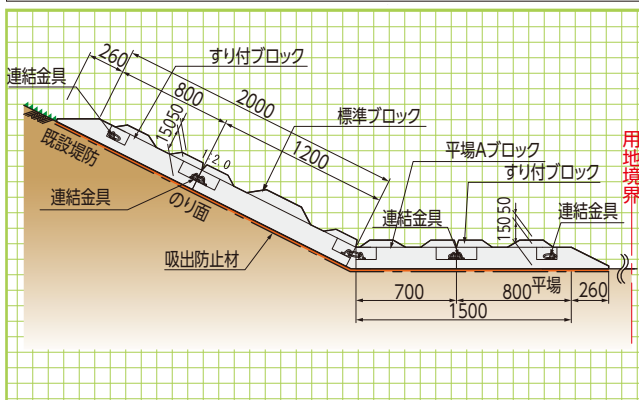 260
すり付ブロック
連結金具
800
2000
標準ブロック
150
50
1200
平場Aブロック
1:2.0
すり付ブロック
既設堤防
連結金具
のり面
連結金具
連結金具
150
50
吸出防止材
用地境界
700
800
平場
260
1500